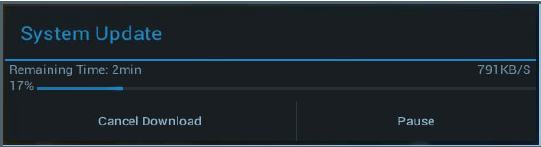 System Update
Remaining Time: 2min 791KB/S
17%
Cancel Download Pause